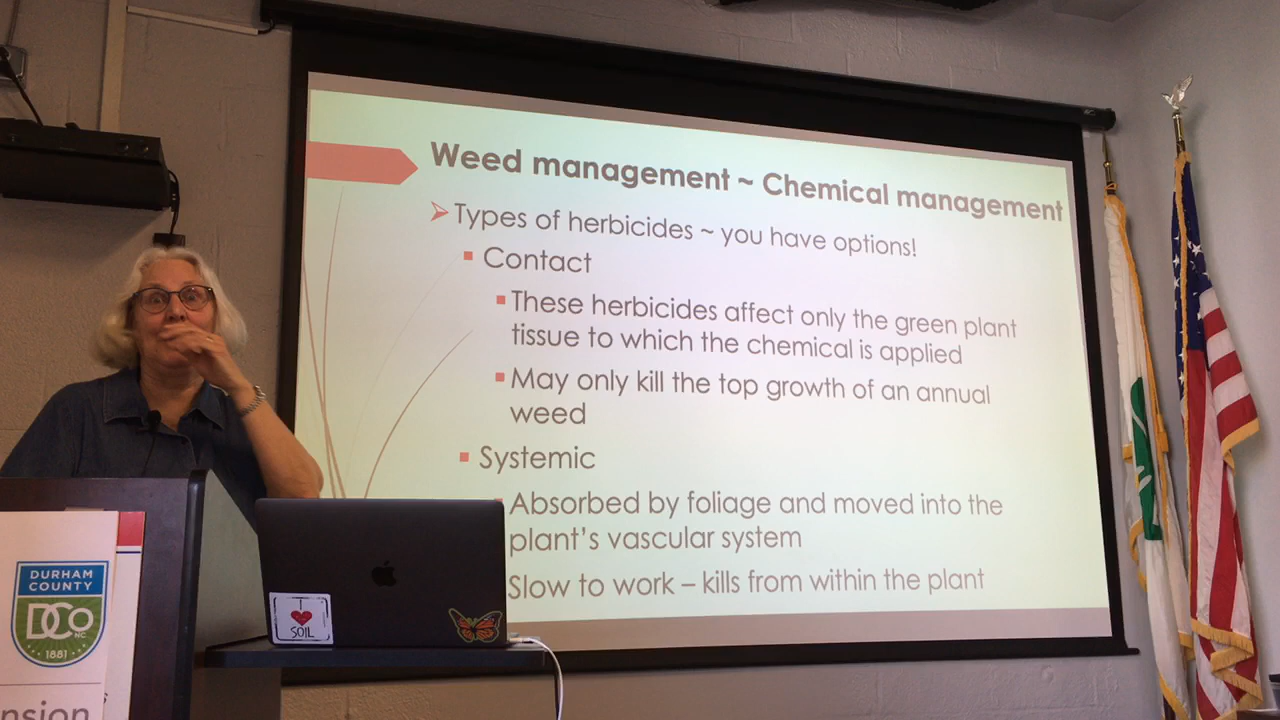 Weed management ~ Chemical management
Types of herbicides ~ you have options!
Contact
These herbicides affect only the green plant
tissue to which the chemical is applied
May only kill the top growth of an annual
weed
Systemic
Absorbed by foliage and moved into the
plant's vascular system
Slow to work – kills from within the plant
DURHAM
COUNTY
DCo
NC
1881
nsion
I
SOIL